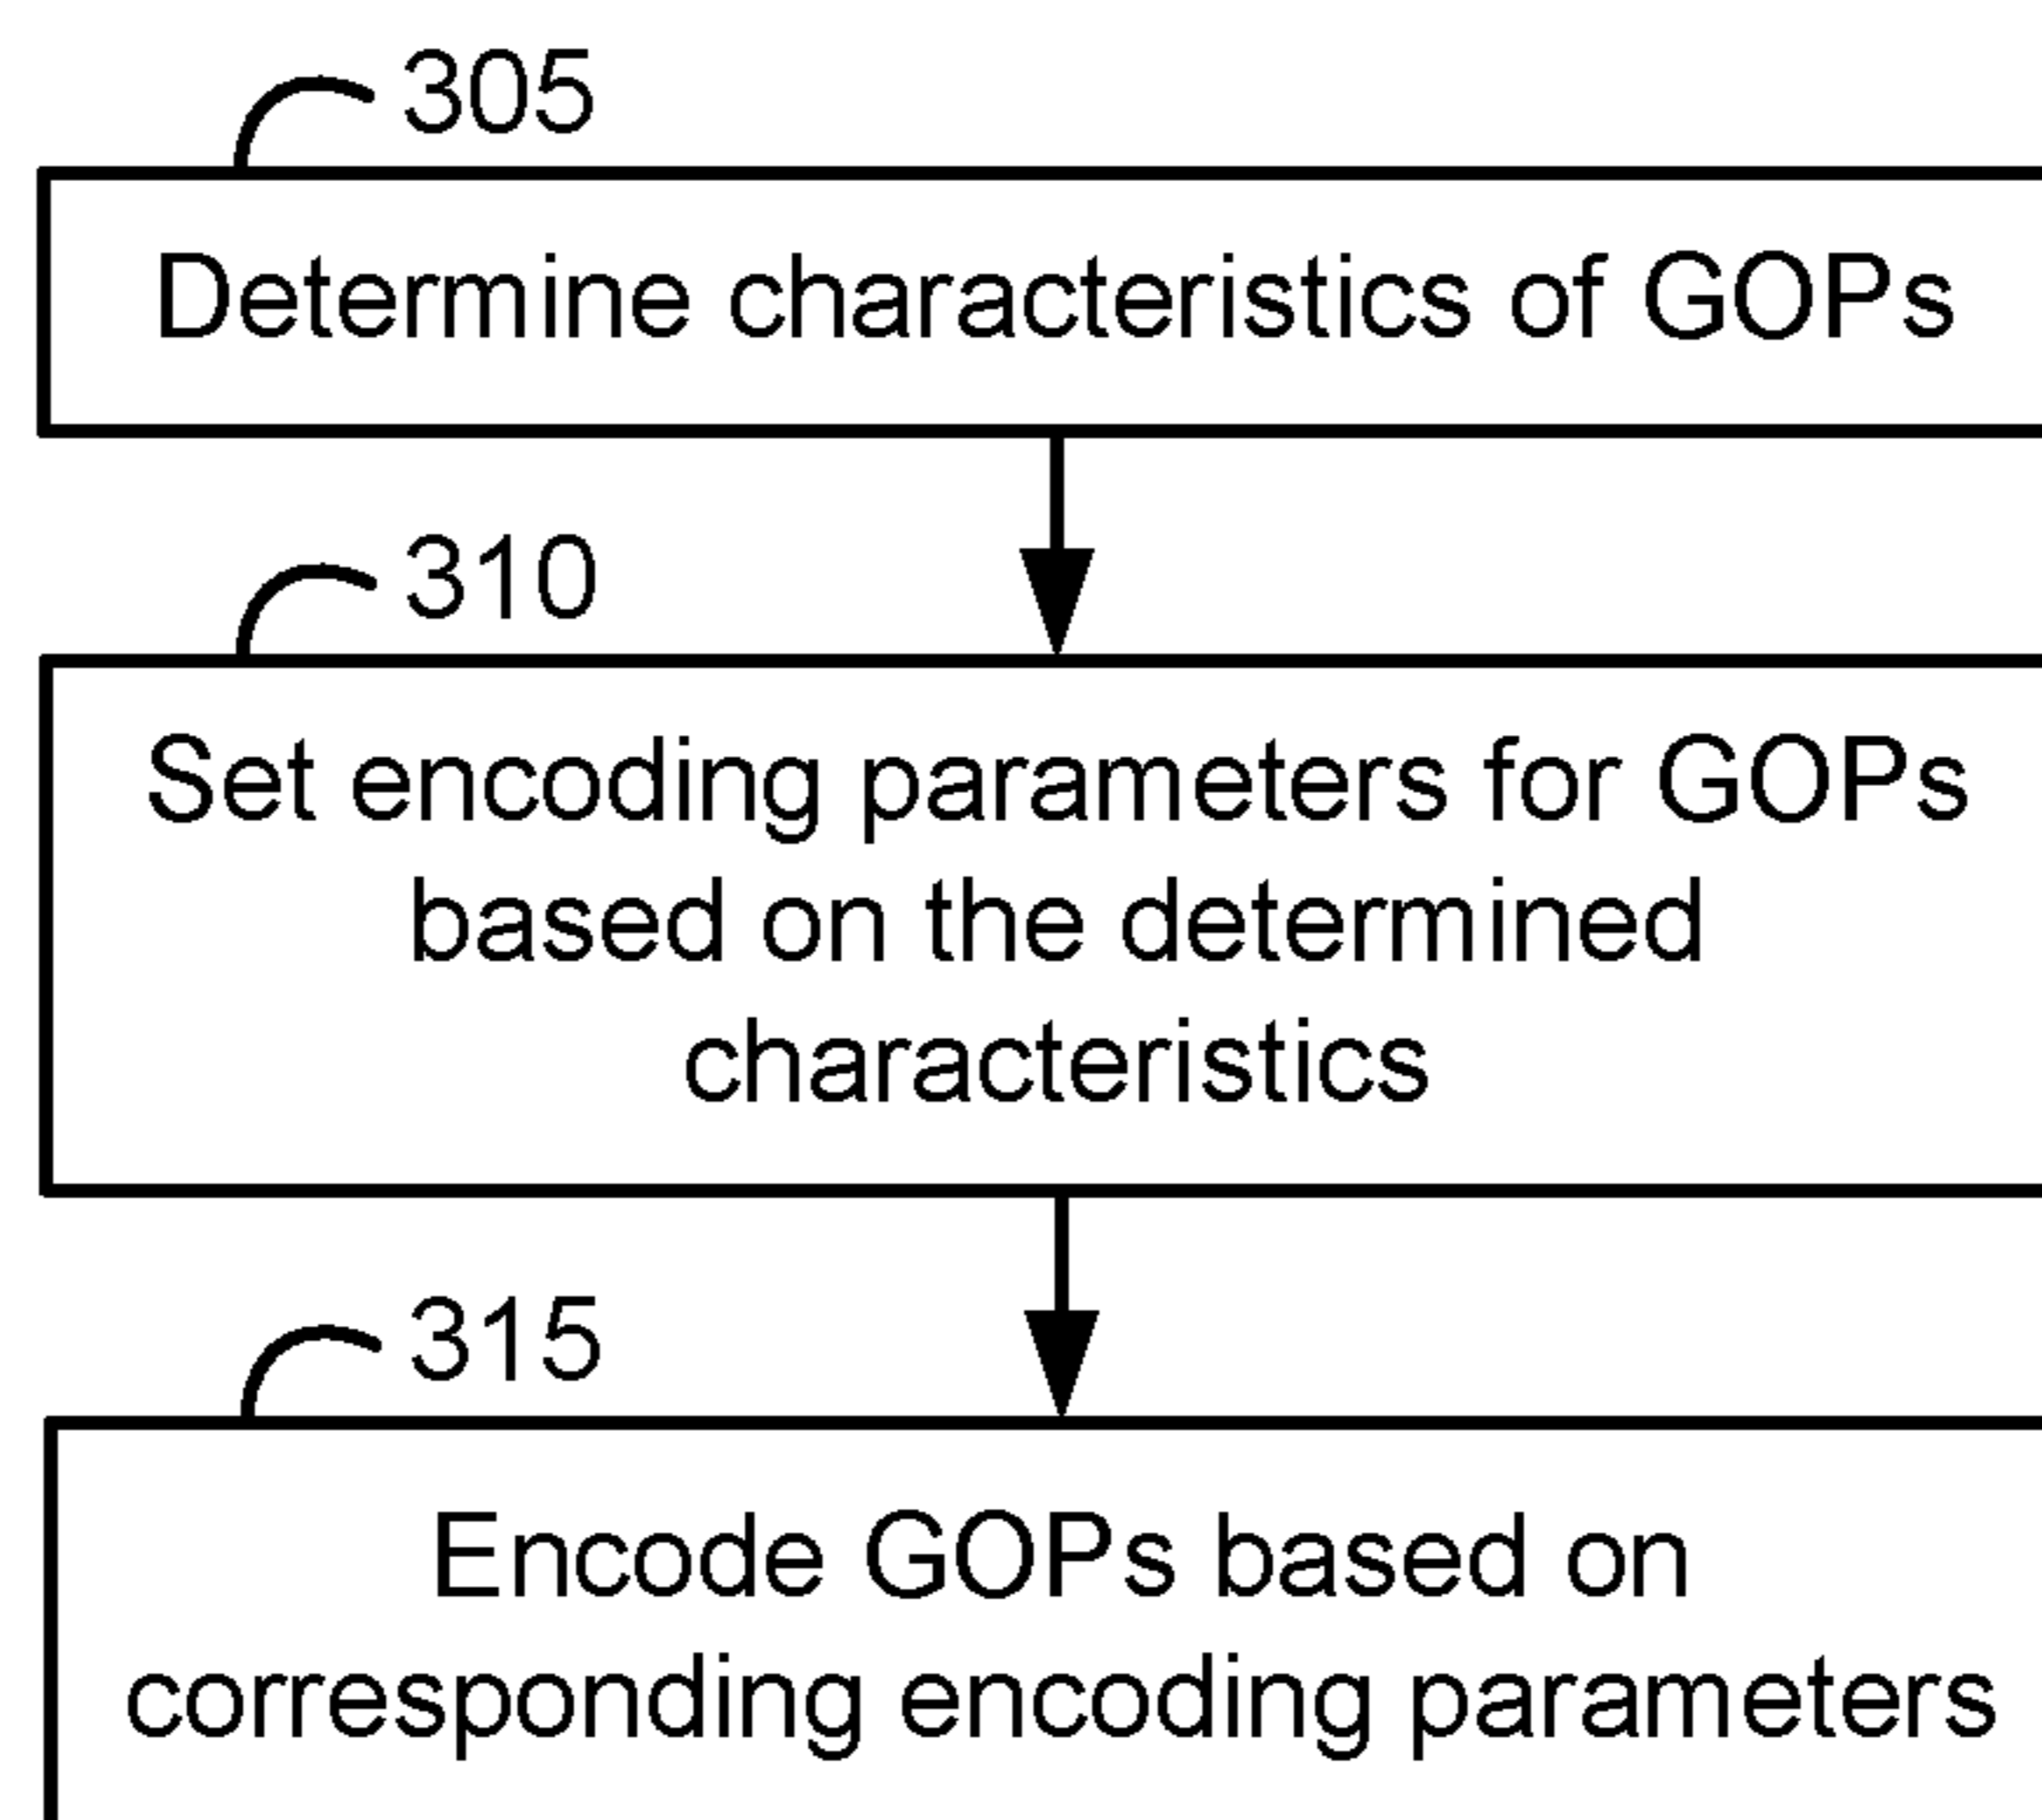 305
Determine characteristics of GOPs
310
Set encoding parameters for GOPs
based on the determined
characteristics
315
Encode GOPs based on
corresponding encoding parameters